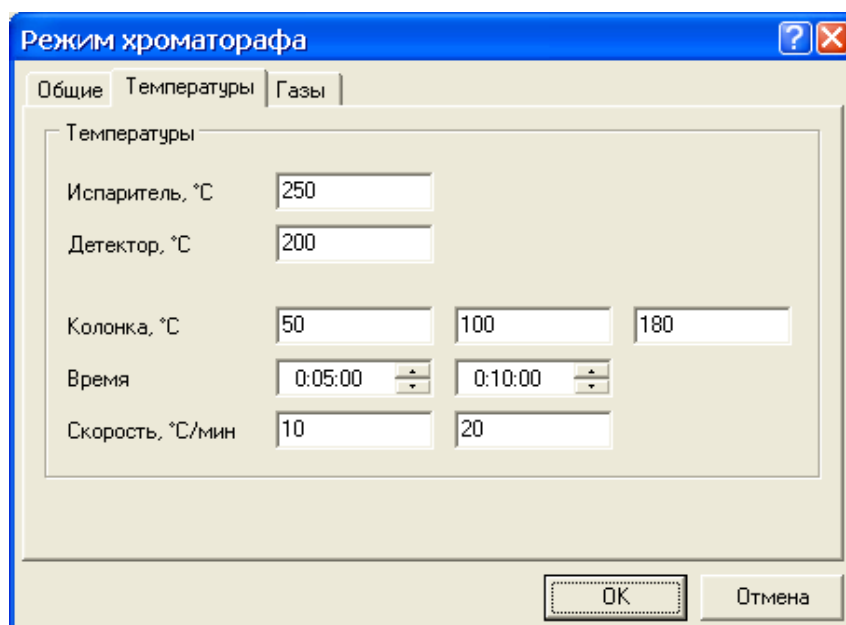 Режим хроматорафа
Общие Температуры Газы
Температуры
Испаритель, °C 250
Детектор, °C 200
Колонка, °C 50 100 180
Время 0:05:00 0:10:00
Скорость, °C/мин 10 20
OK Отмена